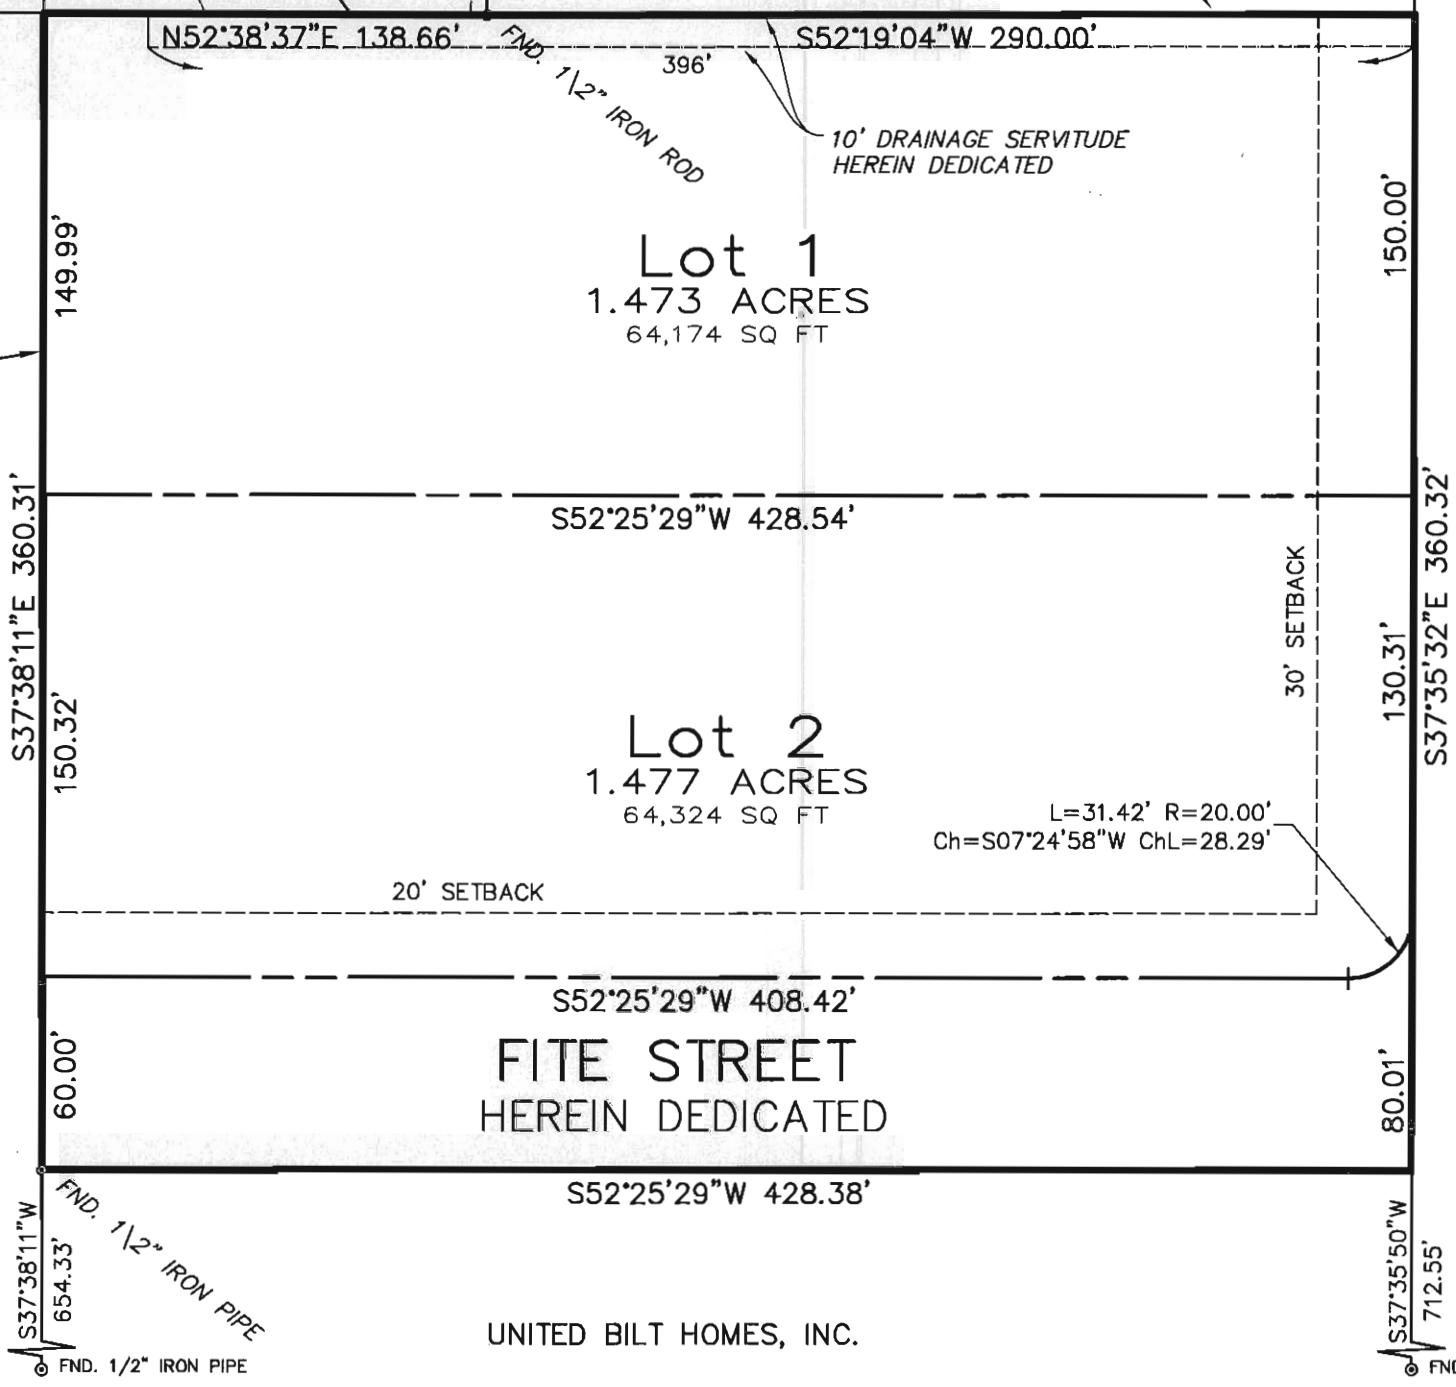 N52°38'37"E 138.66'
S52°19'04"W 290.00'
396'
FND. 1\2" IRON ROD
10' DRAINAGE SERVITUDE
HEREIN DEDICATED
149.99'
150.00'
Lot 1
1.473 ACRES
64,174 SQ FT
S37°38'11"E 360.31'
S37°35'32"E 360.32'
S52°25'29"W 428.54'
30' SETBACK
150.32'
130.31'
Lot 2
1.477 ACRES
64,324 SQ FT
L=31.42' R=20.00'
Ch=S07°24'58"W ChL=28.29'
20' SETBACK
S52°25'29"W 408.42'
60.00'
FITE STREET
HEREIN DEDICATED
80.01'
S52°25'29"W 428.38'
FND. 1\2" IRON PIPE
S37°38'11"W
654.33'
S37°35'50"W
712.55'
UNITED BILT HOMES, INC.
FND. 1/2" IRON PIPE
FN